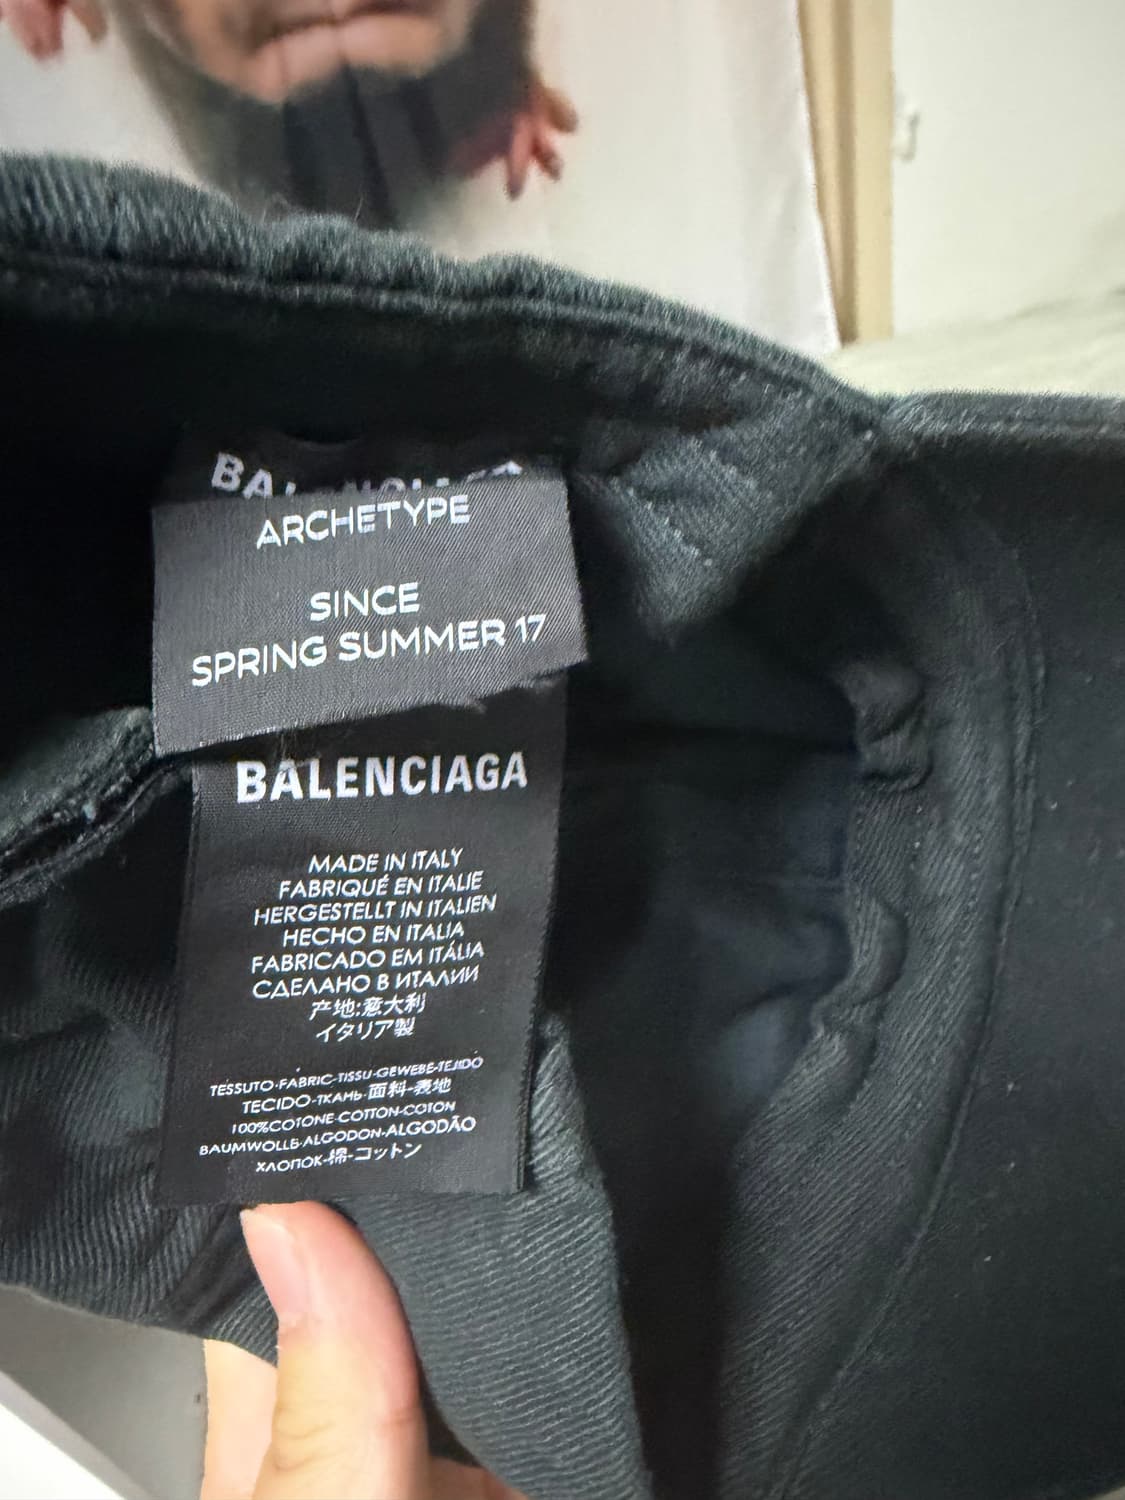 BALENCIAGA
ARCHETYPE
SINCE
SPRING SUMMER 17
BALENCIAGA
MADE IN ITALY
FABRIQUÉ EN ITALIE
HERGESTELLT IN ITALIEN
HECHO EN ITALIA
FABRICADO EM ITÁLIA
СДЕЛАНО В ИТАЛИИ
产地:意大利
イタリア製
TESSUTO-FABRIC-TISSU-GEWEBE-TEJIDO
TECIDO-ТКАНЬ-面料-表地
100%COTONE-COTTON-COTON
BAUMWOLLE-ALGODON-ALGODÃO
ХЛОПОК-棉-コットン